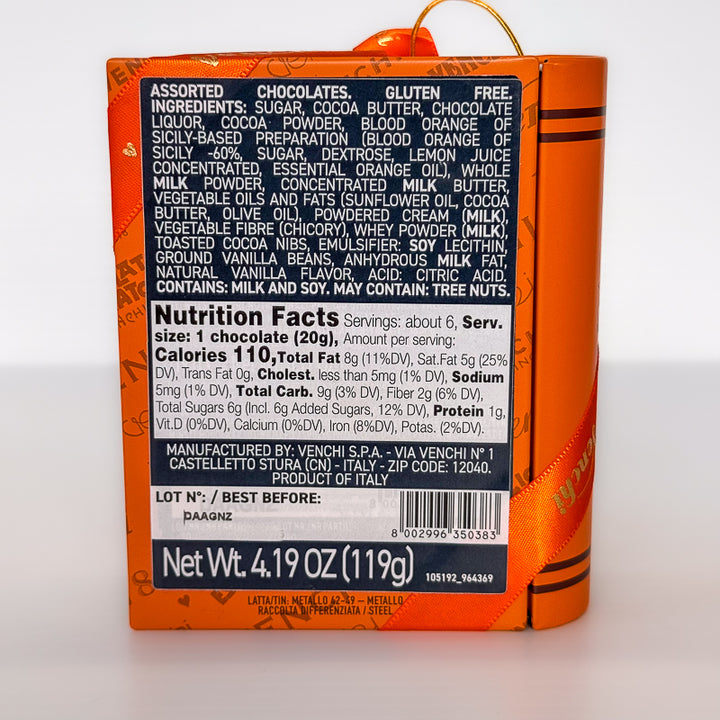 ASSORTED CHOCOLATES. GLUTEN FREE.
INGREDIENTS: SUGAR, COCOA BUTTER, CHOCOLATE
LIQUOR, COCOA POWDER, BLOOD ORANGE OF
SICILY-BASED PREPARATION (BLOOD ORANGE OF
SICILY -60%, SUGAR, DEXTROSE, LEMON JUICE
CONCENTRATED, ESSENTIAL ORANGE OIL), WHOLE
MILK POWDER, CONCENTRATED MILK BUTTER,
VEGETABLE OILS AND FATS (SUNFLOWER OIL, COCOA
BUTTER, OLIVE OIL), POWDERED CREAM (MILK),
VEGETABLE FIBRE (CHICORY), WHEY POWDER (MILK),
TOASTED COCOA NIBS, EMULSIFIER: SOY LECITHIN,
GROUND VANILLA BEANS, ANHYDROUS MILK FAT,
NATURAL VANILLA FLAVOR, ACID: CITRIC ACID.
CONTAINS: MILK AND SOY. MAY CONTAIN: TREE NUTS.
Nutrition Facts Servings: about 6, Serv.
size: 1 chocolate (20g), Amount per serving:
Calories 110, Total Fat 8g (11%DV), Sat.Fat 5g (25%
DV), Trans Fat 0g, Cholest. less than 5mg (1% DV), Sodium
5mg (1% DV), Total Carb. 9g (3% DV), Fiber 2g (6% DV),
Total Sugars 6g (Incl. 6g Added Sugars, 12% DV), Protein 1g,
Vit.D (0%DV), Calcium (0%DV), Iron (8%DV), Potas. (2%DV).
MANUFACTURED BY: VENCHI S.P.A. - VIA VENCHI N° 1
CASTELLETTO STURA (CN) - ITALY - ZIP CODE: 12040.
PRODUCT OF ITALY
LOT N°: / BEST BEFORE:
DAAGNZ
8 002996 350383
Net Wt. 4.19 OZ (119g)
105192_964369
LATTA/TIN: METALLO 62-49 – METALLO
RACCOLTA DIFFERENZIATA / STEEL
Venchi